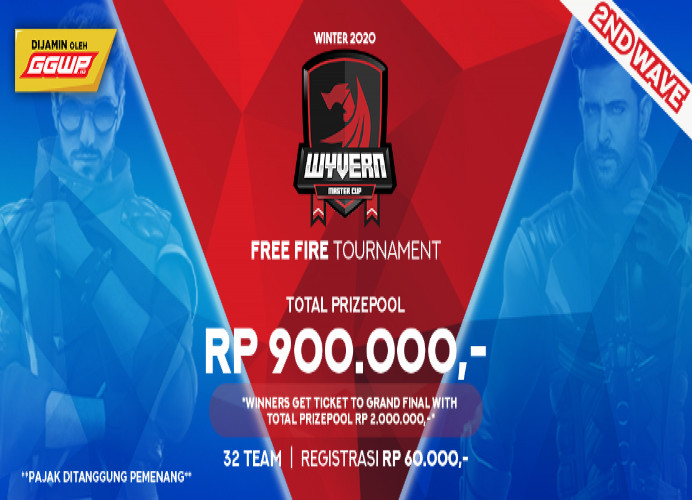 DIJAMIN OLEH
GGWP.ID
WINTER 2020
2ND WAVE
WYVERN
MASTER CUP
FREE FIRE TOURNAMENT
TOTAL PRIZEPOOL
RP 900.000,-
*WINNERS GET TICKET TO GRAND FINAL WITH
TOTAL PRIZEPOOL RP 2.000.000,-*
32 TEAM | REGISTRASI RP 60.000,-
**PAJAK DITANGGUNG PEMENANG**